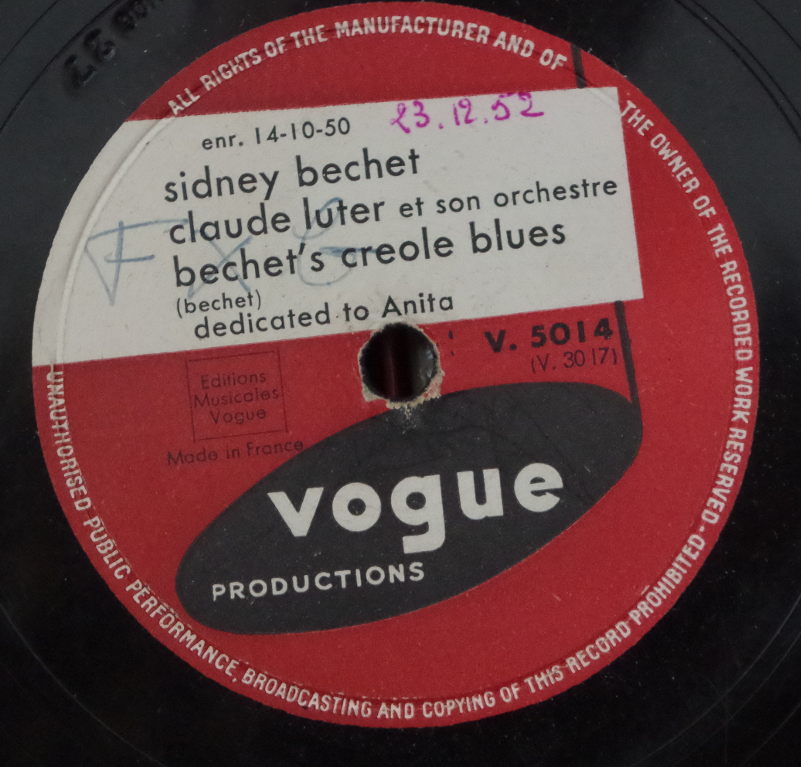 ALL RIGHTS OF THE MANUFACTURER AND OF THE OWNER OF THE RECORDED WORK RESERVED - UNAUTHORISED PUBLIC PERFORMANCE, BROADCASTING AND COPYING OF THIS RECORD PROHIBITED -
enr. 14-10-50 23.12.52
sidney bechet
claude luter et son orchestre
bechet's creole blues
(bechet)
dedicated to Anita
V. 5014
(V. 3017)
Editions
Musicales
Vogue
Made in France
vogue
PRODUCTIONS